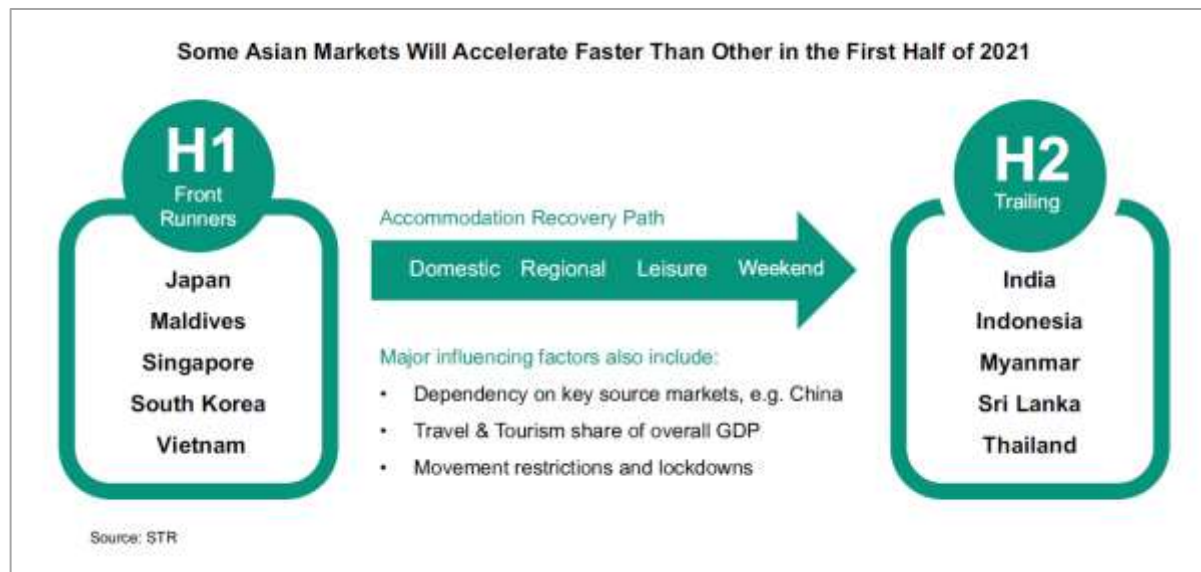 Some Asian Markets Will Accelerate Faster Than Other in the First Half of 2021
H1
Front
Runners
Japan
Maldives
Singapore
South Korea
Vietnam
Accommodation Recovery Path
Domestic Regional Leisure Weekend
Major influencing factors also include:
• Dependency on key source markets, e.g. China
• Travel & Tourism share of overall GDP
• Movement restrictions and lockdowns
H2
Trailing
India
Indonesia
Myanmar
Sri Lanka
Thailand
Source: STR